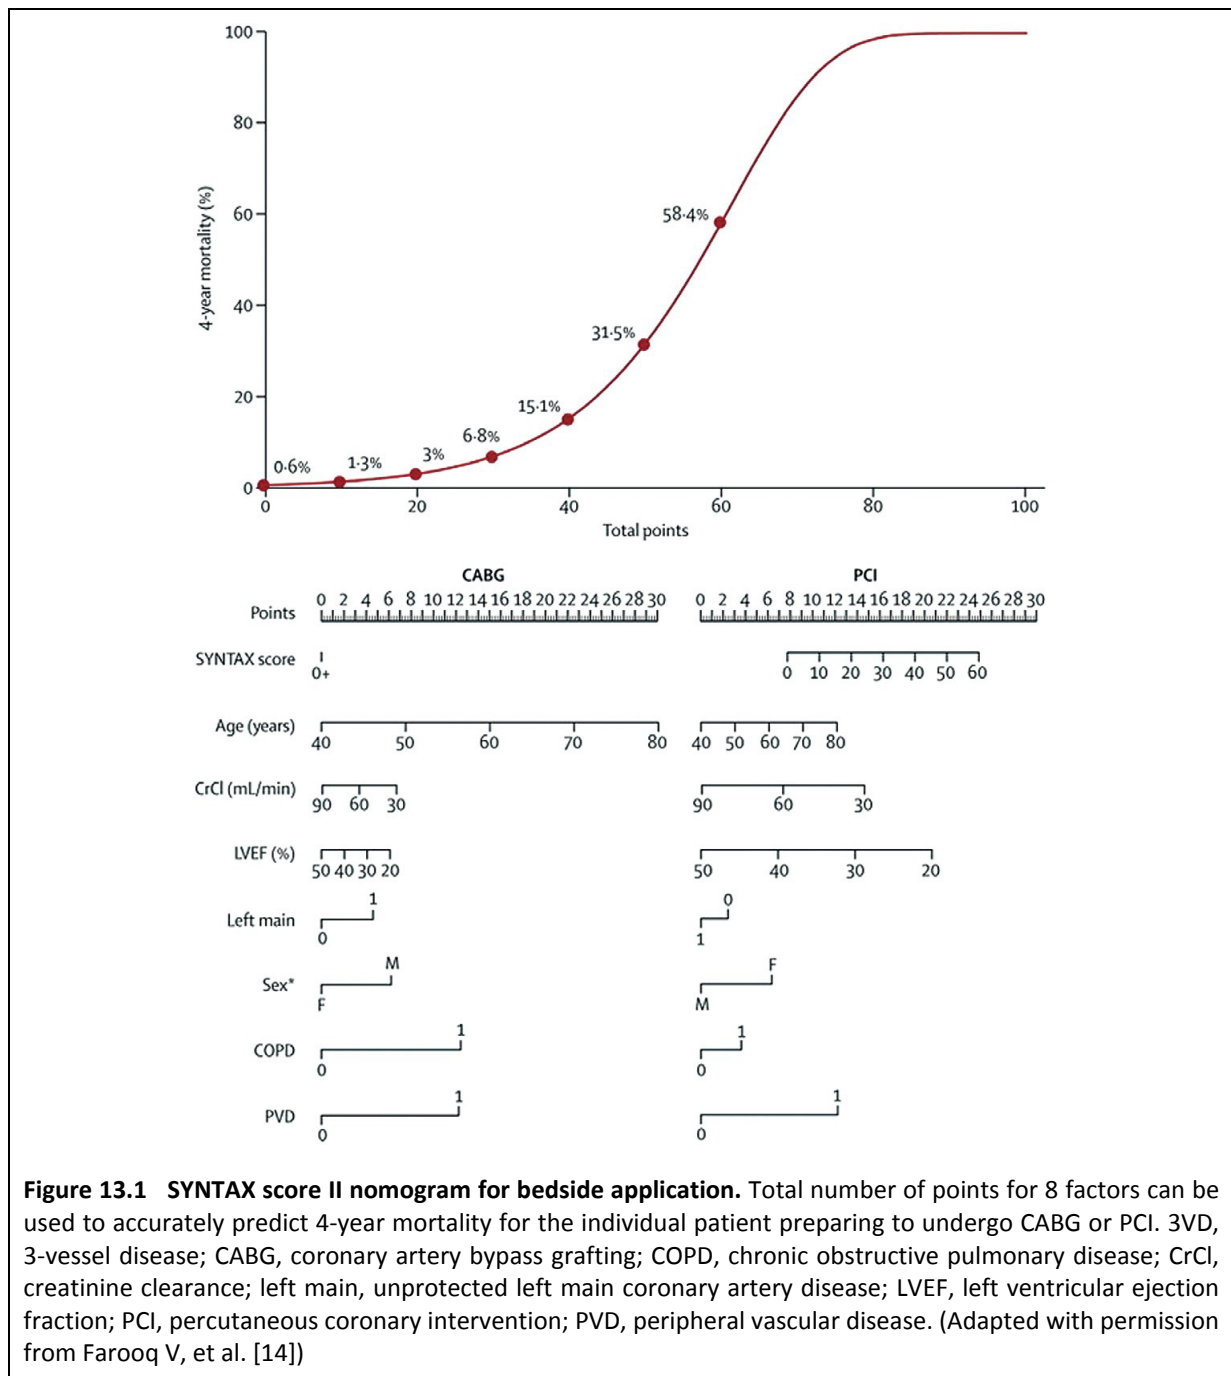 100
80
60
40
20
0
4-year mortality (%)
0·6%
1·3%
3%
6·8%
15·1%
31·5%
58·4%
0 20 40 60 80 100
Total points
CABG PCI
Points 0 2 4 6 8 10 12 14 16 18 20 22 24 26 28 30 0 2 4 6 8 10 12 14 16 18 20 22 24 26 28 30
SYNTAX score 0+ 0 10 20 30 40 50 60
Age (years) 40 50 60 70 80 40 50 60 70 80
CrCl (mL/min) 90 60 30 90 60 30
LVEF (%) 50 40 30 20 50 40 30 20
1 0
Left main
0 1
M F
Sex*
F M
1 1
COPD
0 0
1 1
PVD
0 0
Figure 13.1 SYNTAX score II nomogram for bedside application. Total number of points for 8 factors can be
used to accurately predict 4-year mortality for the individual patient preparing to undergo CABG or PCI. 3VD,
3-vessel disease; CABG, coronary artery bypass grafting; COPD, chronic obstructive pulmonary disease; CrCl,
creatinine clearance; left main, unprotected left main coronary artery disease; LVEF, left ventricular ejection
fraction; PCI, percutaneous coronary intervention; PVD, peripheral vascular disease. (Adapted with permission
from Farooq V, et al. [14])